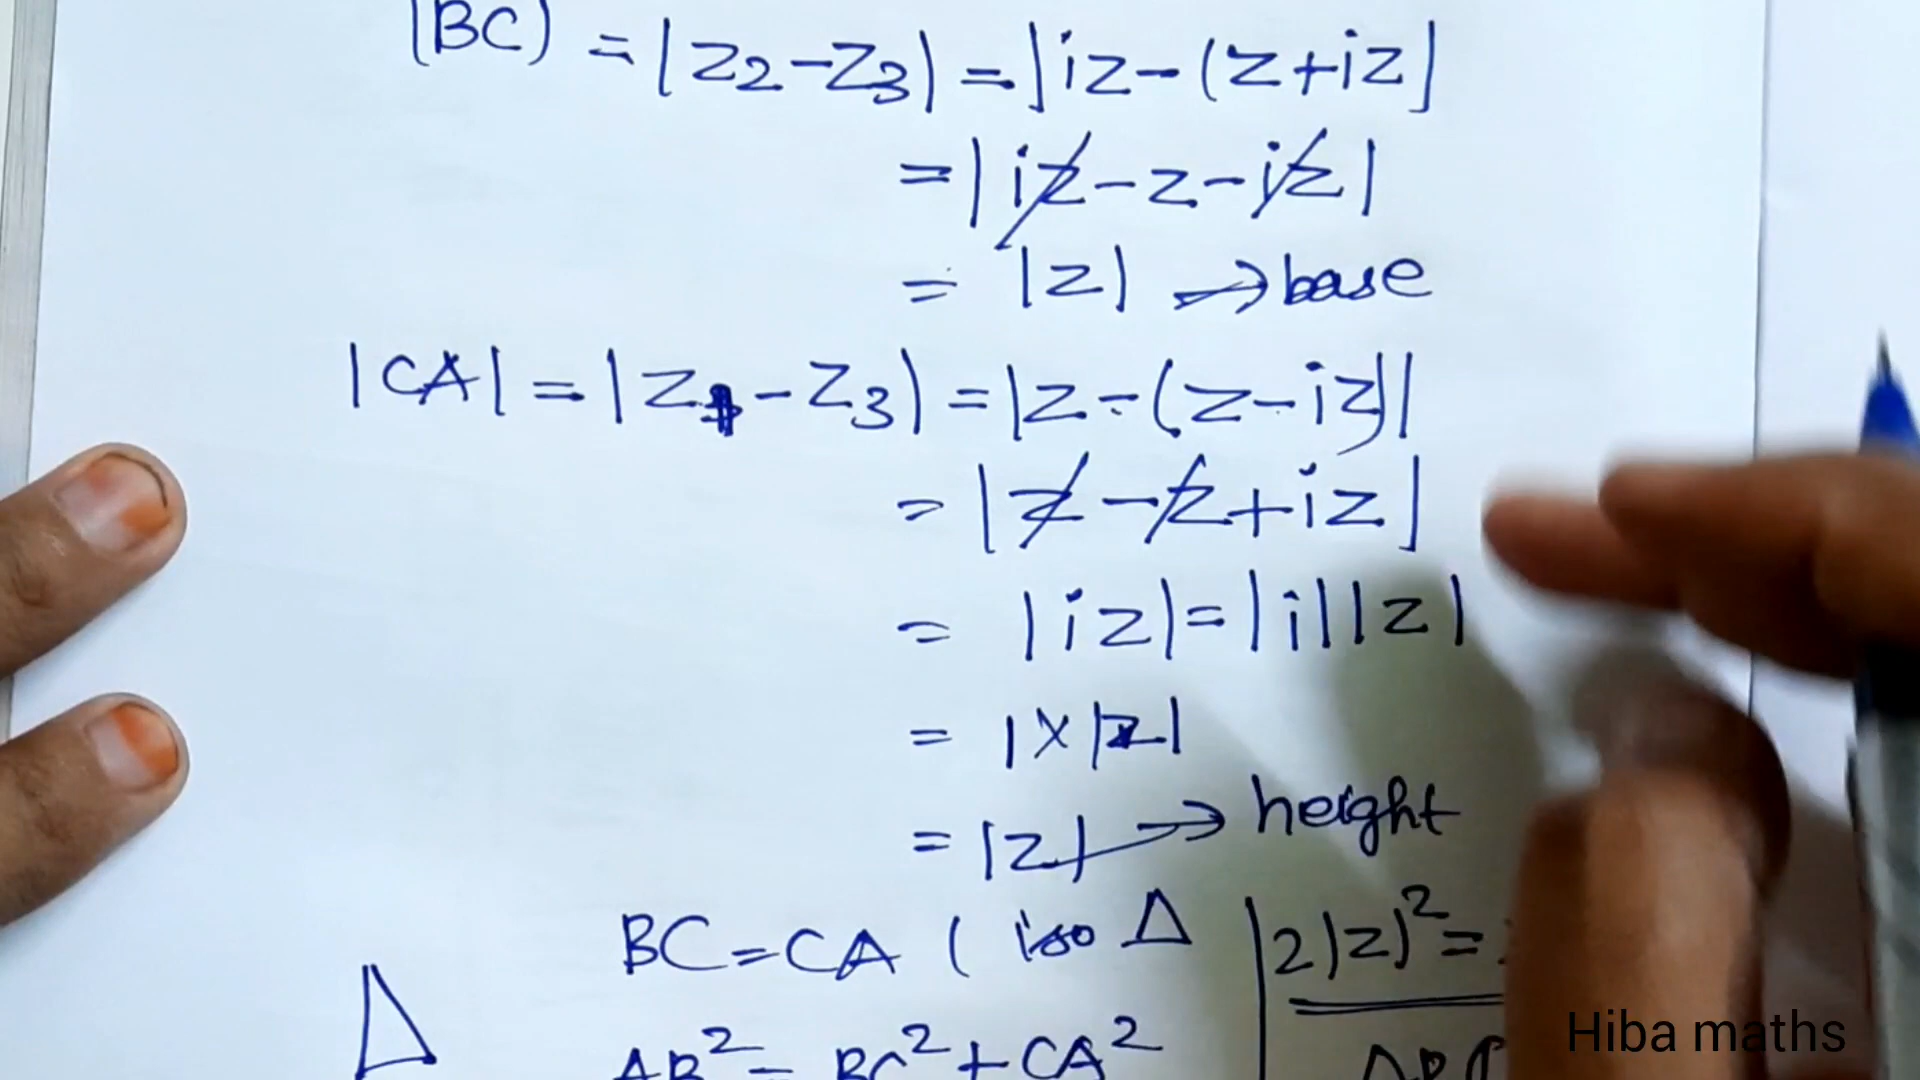 |BC| = |Z2-Z3| = |iz-(z+iz|
= |iz-z-iz|
= |z| → base
|CA| = |Z1-Z3| = |z-(z-iz)|
= |z-z+iz|
= |iz| = |i||z|
= 1×|z|
= |z| → height
BC=CA ( iso Δ
|2|z|²=
AB²= BC²+CA²
Hiba maths